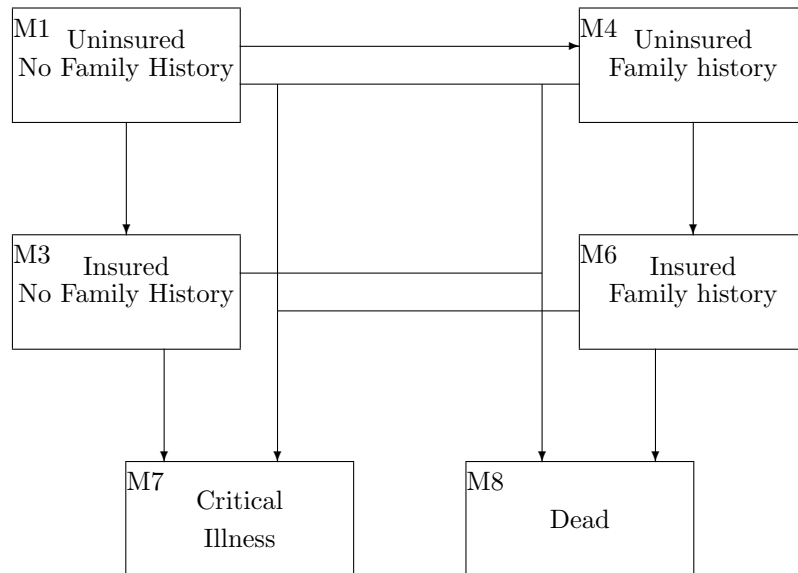 M1
Uninsured
No Family History
M4
Uninsured
Family history
M3
Insured
No Family History
M6
Insured
Family history
M7
Critical
Illness
M8
Dead